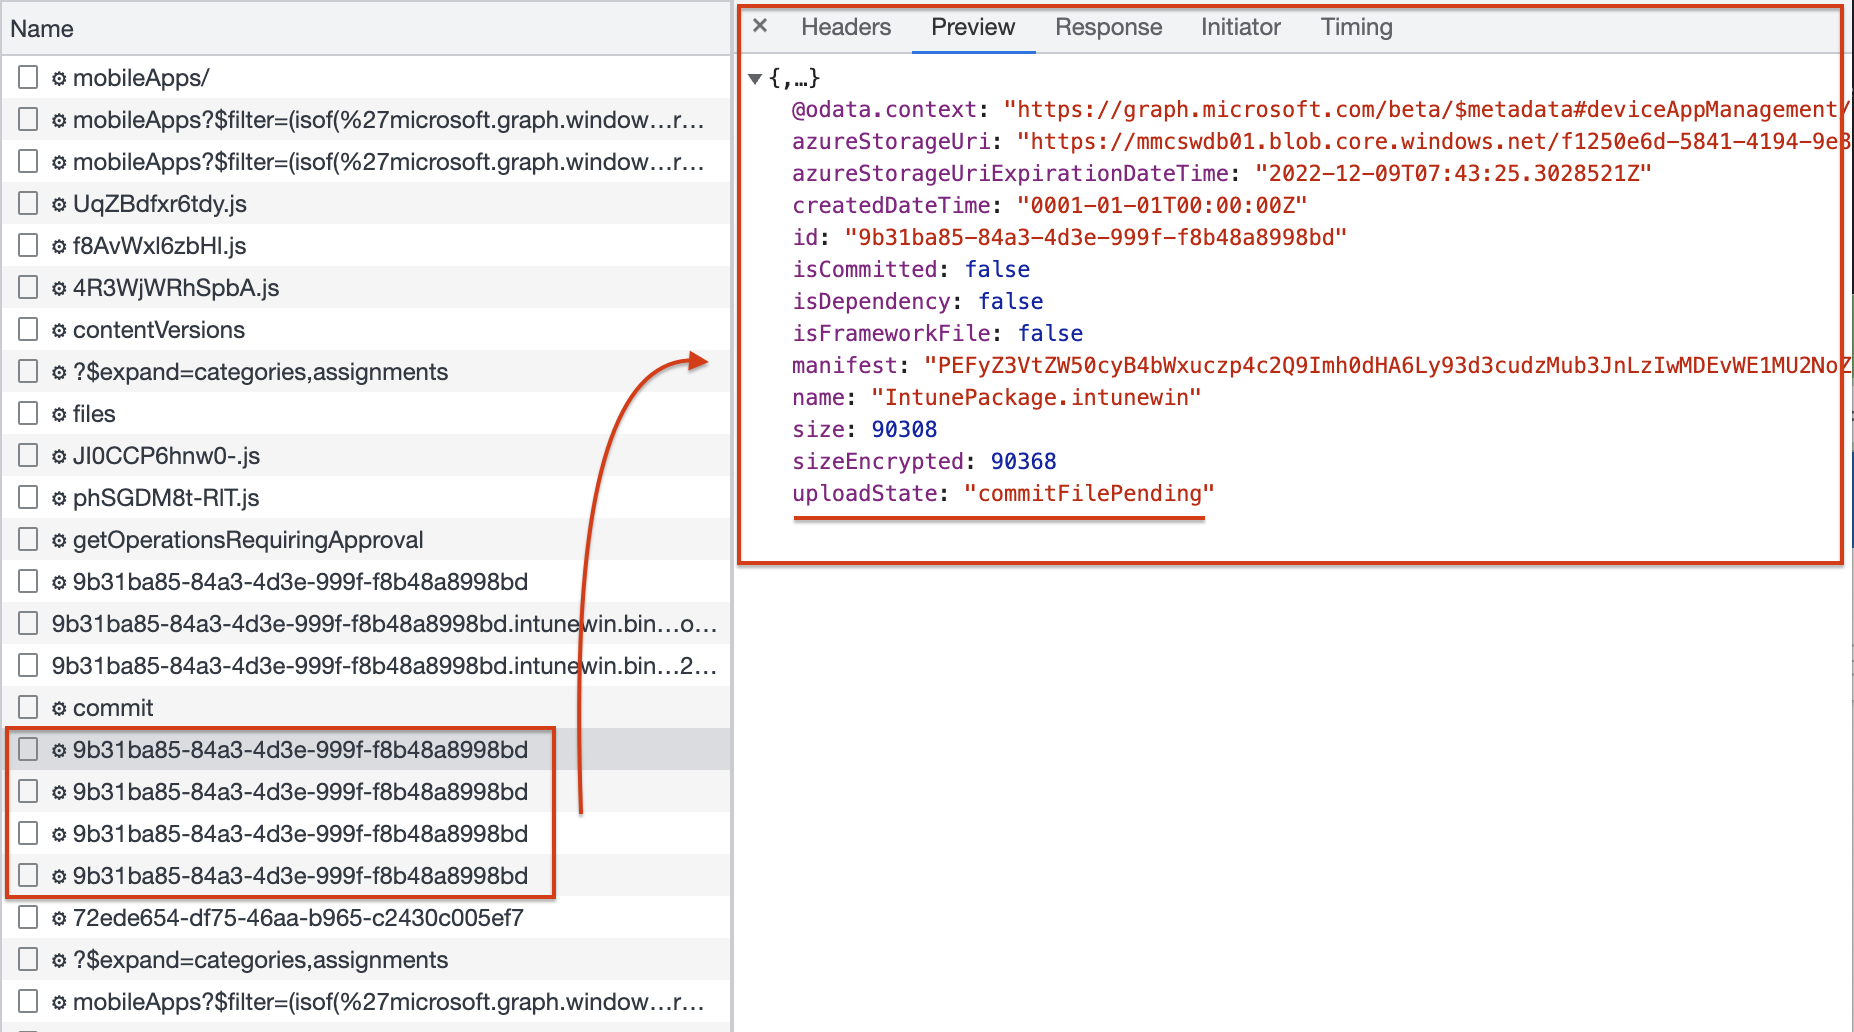 Name
mobileApps/
mobileApps?$filter=(isof(%27microsoft.graph.window…r…
mobileApps?$filter=(isof(%27microsoft.graph.window…r…
UqZBdfxr6tdy.js
f8AvWxl6zbHl.js
4R3WjWRhSpbA.js
contentVersions
?$expand=categories,assignments
files
JI0CCP6hnw0-.js
phSGDM8t-RlT.js
getOperationsRequiringApproval
9b31ba85-84a3-4d3e-999f-f8b48a8998bd
9b31ba85-84a3-4d3e-999f-f8b48a8998bd.intunewin.bin…o…
9b31ba85-84a3-4d3e-999f-f8b48a8998bd.intunewin.bin…2…
commit
9b31ba85-84a3-4d3e-999f-f8b48a8998bd
9b31ba85-84a3-4d3e-999f-f8b48a8998bd
9b31ba85-84a3-4d3e-999f-f8b48a8998bd
9b31ba85-84a3-4d3e-999f-f8b48a8998bd
72ede654-df75-46aa-b965-c2430c005ef7
?$expand=categories,assignments
mobileApps?$filter=(isof(%27microsoft.graph.window…r…
× Headers Preview Response Initiator Timing
{,…}
@odata.context: "https://graph.microsoft.com/beta/$metadata#deviceAppManagement/
azureStorageUri: "https://mmcswdb01.blob.core.windows.net/f1250e6d-5841-4194-9e8
azureStorageUriExpirationDateTime: "2022-12-09T07:43:25.3028521Z"
createdDateTime: "0001-01-01T00:00:00Z"
id: "9b31ba85-84a3-4d3e-999f-f8b48a8998bd"
isCommitted: false
isDependency: false
isFrameworkFile: false
manifest: "PEFyZ3VtZW50cyB4bWxuczp4c2Q9Imh0dHA6Ly93d3cudzMub3JnLzIwMDEvWE1MU2NoZ
name: "IntunePackage.intunewin"
size: 90308
sizeEncrypted: 90368
uploadState: "commitFilePending"